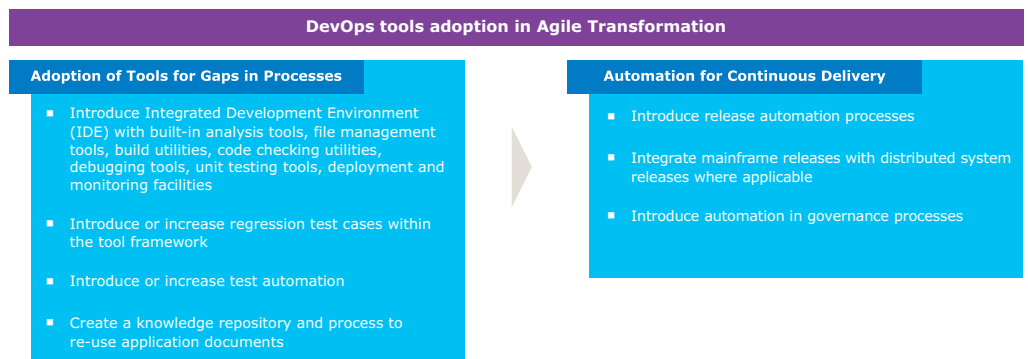 DevOps tools adoption in Agile Transformation
Adoption of Tools for Gaps in Processes
▪ Introduce Integrated Development Environment
(IDE) with built-in analysis tools, file management
tools, build utilities, code checking utilities,
debugging tools, unit testing tools, deployment and
monitoring facilities
▪ Introduce or increase regression test cases within
the tool framework
▪ Introduce or increase test automation
▪ Create a knowledge repository and process to
re-use application documents
Automation for Continuous Delivery
▪ Introduce release automation processes
▪ Integrate mainframe releases with distributed system
releases where applicable
▪ Introduce automation in governance processes